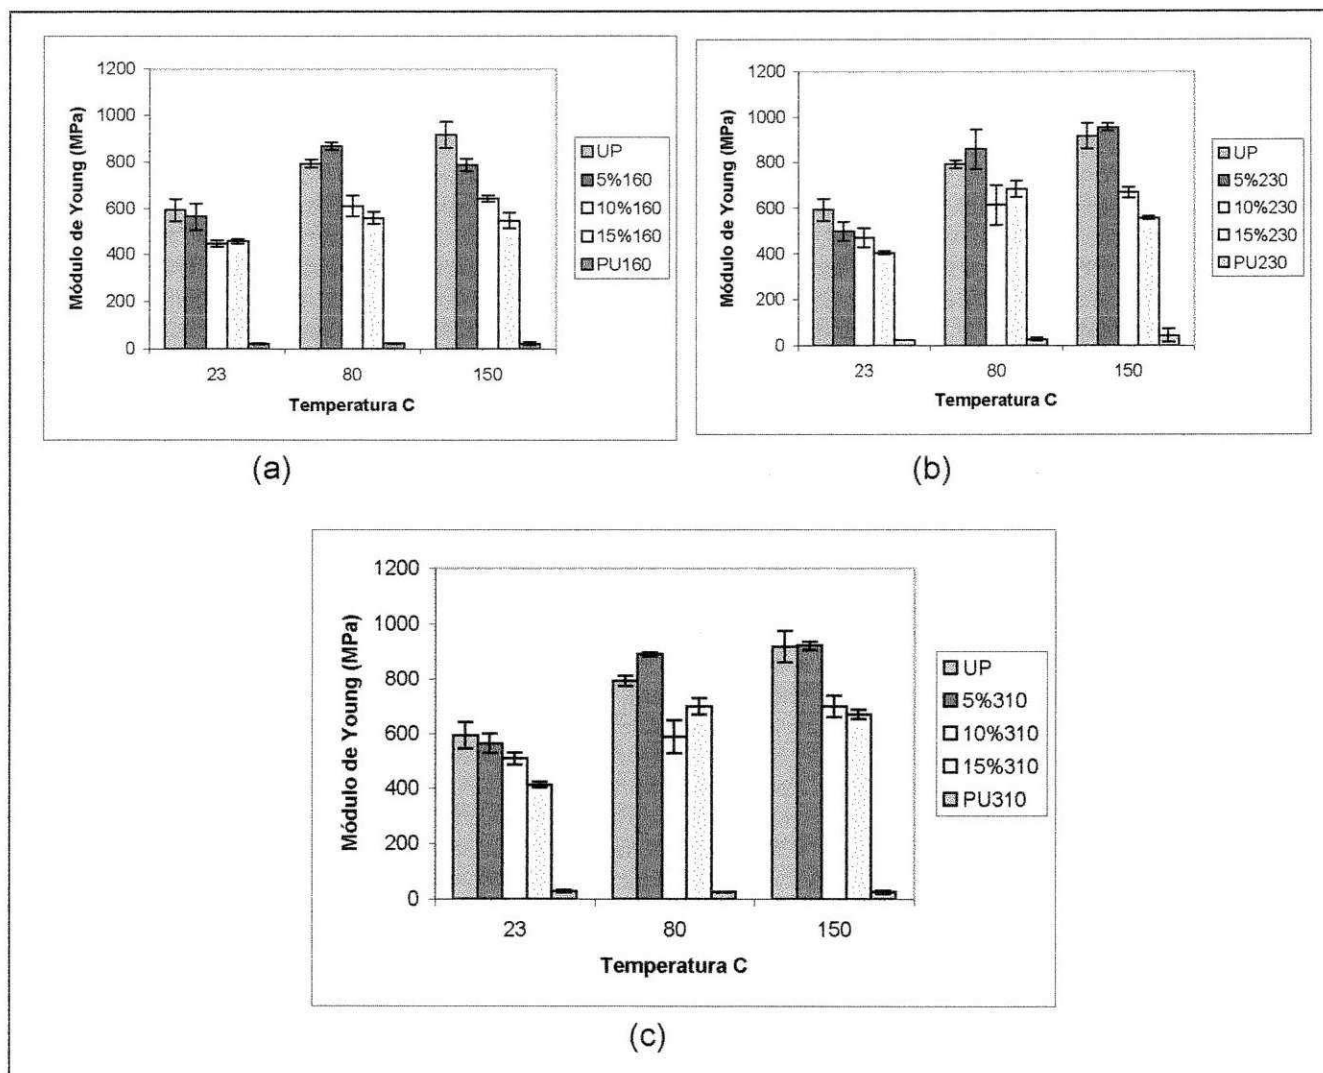 1200
1000
800
600
400
200
0
Módulo de Young (MPa)
23 80 150
Temperatura C
UP
5%160
10%160
15%160
PU160
(a)
1200
1000
800
600
400
200
0
Módulo de Young (MPa)
23 80 150
Temperatura C
UP
5%230
10%230
15%230
PU230
(b)
1200
1000
800
600
400
200
0
Módulo de Young (MPa)
23 80 150
Temperatura C
UP
5%310
10%310
15%310
PU310
(c)